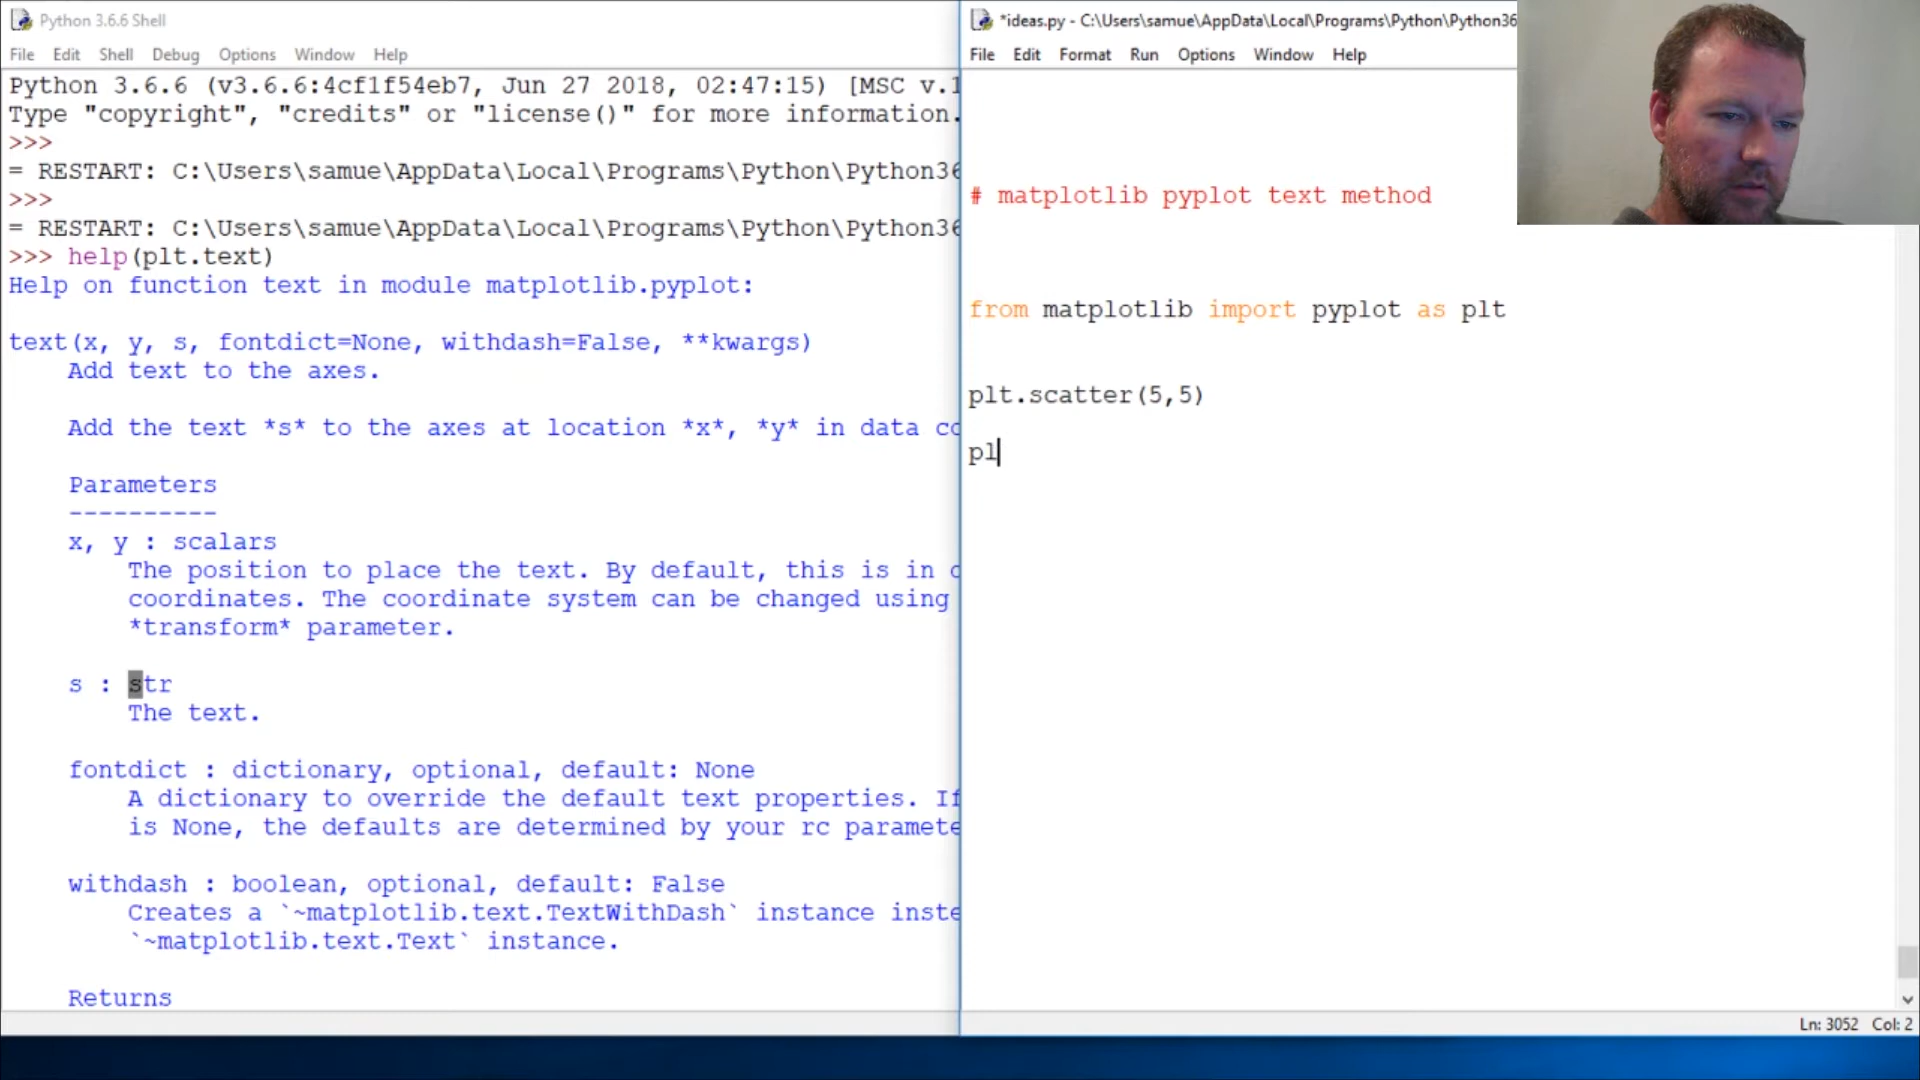 Python 3.6.6 Shell
File Edit Shell Debug Options Window Help
Python 3.6.6 (v3.6.6:4cf1f54eb7, Jun 27 2018, 02:47:15) [MSC v.1
Type "copyright", "credits" or "license()" for more information.
>>>
= RESTART: C:\Users\samue\AppData\Local\Programs\Python\Python36
>>>
= RESTART: C:\Users\samue\AppData\Local\Programs\Python\Python36
>>> help(plt.text)
Help on function text in module matplotlib.pyplot:
text(x, y, s, fontdict=None, withdash=False, **kwargs)
Add text to the axes.
Add the text *s* to the axes at location *x*, *y* in data co
Parameters
----------
x, y : scalars
The position to place the text. By default, this is in
coordinates. The coordinate system can be changed using
*transform* parameter.
s : str
The text.
fontdict : dictionary, optional, default: None
A dictionary to override the default text properties. If
is None, the defaults are determined by your rc paramete
withdash : boolean, optional, default: False
Creates a `~matplotlib.text.TextWithDash` instance inste
`~matplotlib.text.Text` instance.
Returns
*ideas.py - C:\Users\samue\AppData\Local\Programs\Python\Python36
File Edit Format Run Options Window Help
# matplotlib pyplot text method
from matplotlib import pyplot as plt
plt.scatter(5,5)
pl
Ln: 3052 Col: 2